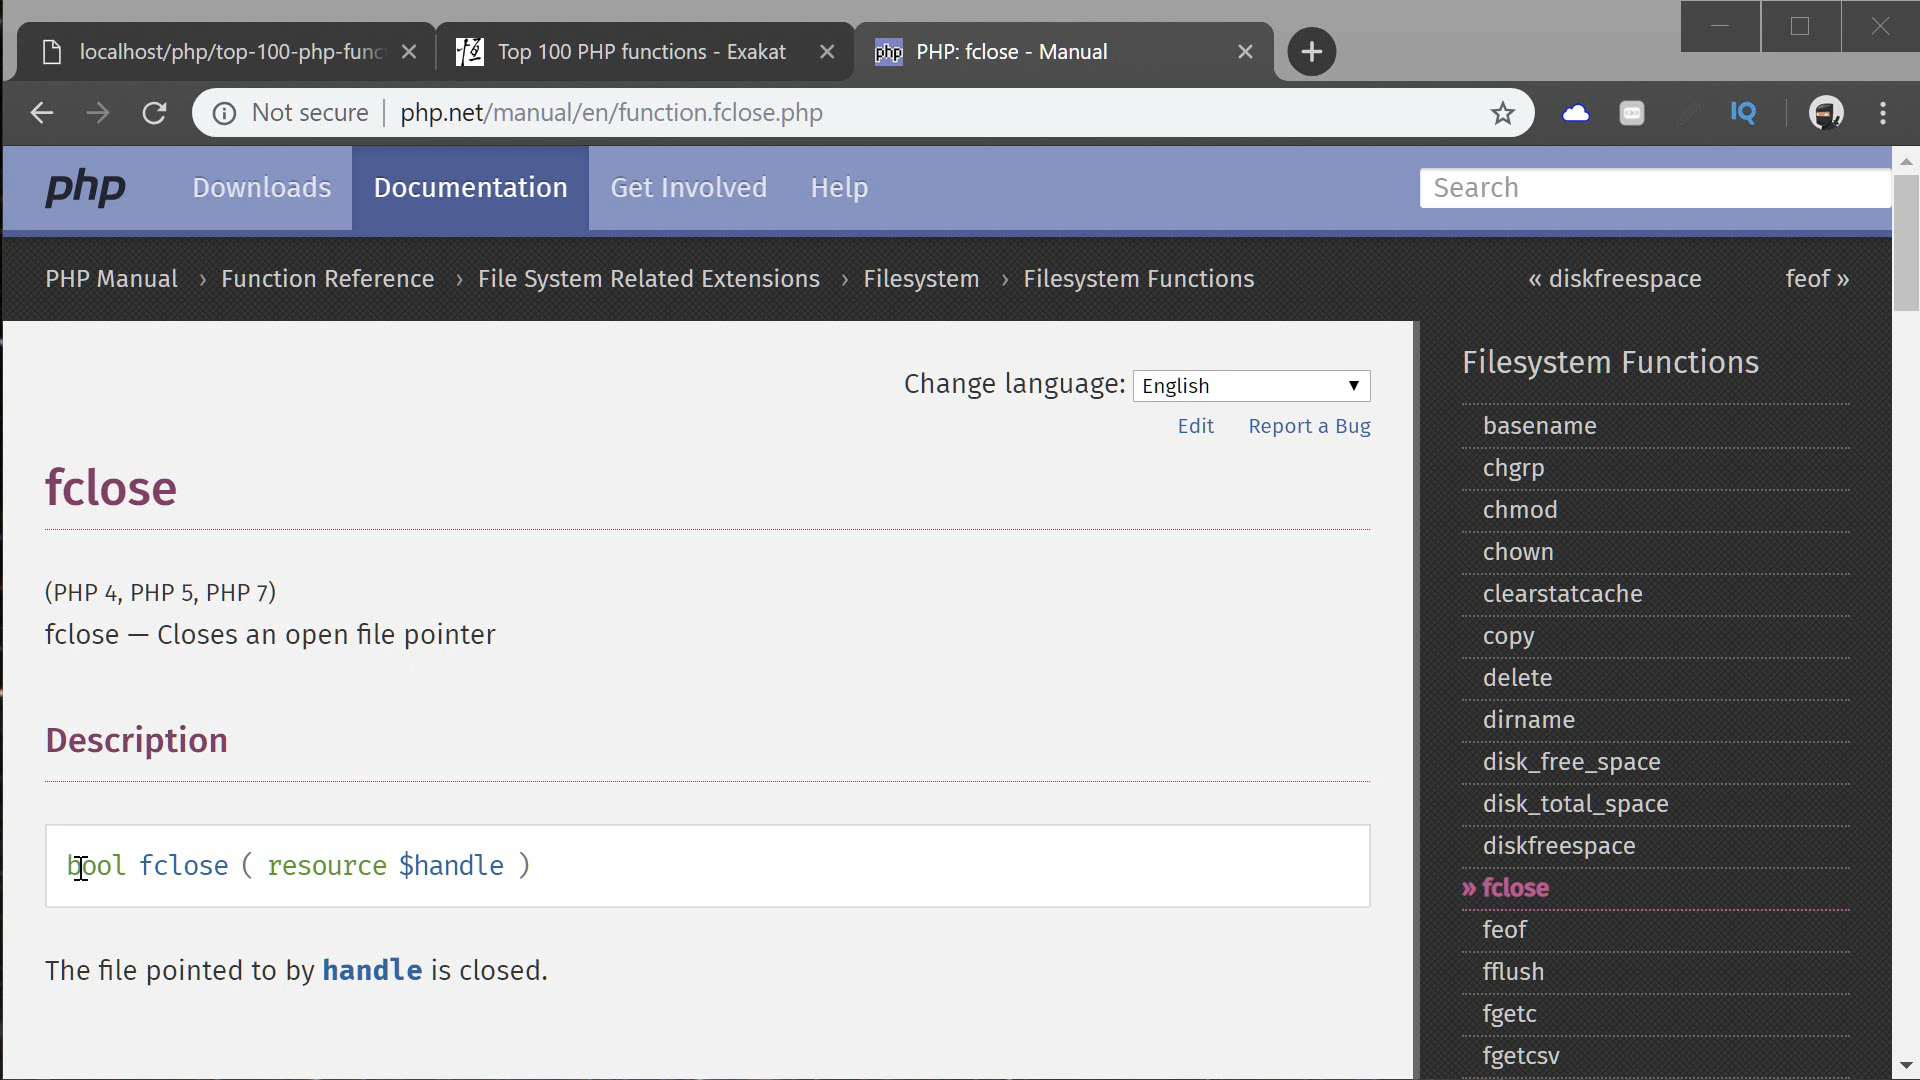 localhost/php/top-100-php-func
Top 100 PHP functions - Exakat
php PHP: fclose - Manual
Not secure php.net/manual/en/function.fclose.php
IQ
php Downloads Documentation Get Involved Help Search
PHP Manual › Function Reference › File System Related Extensions › Filesystem › Filesystem Functions « diskfreespace feof »
Change language: English
Edit Report a Bug
fclose
(PHP 4, PHP 5, PHP 7)
fclose — Closes an open file pointer
Description
bool fclose ( resource $handle )
The file pointed to by handle is closed.
Filesystem Functions
basename
chgrp
chmod
chown
clearstatcache
copy
delete
dirname
disk_free_space
disk_total_space
diskfreespace
» fclose
feof
fflush
fgetc
fgetcsv